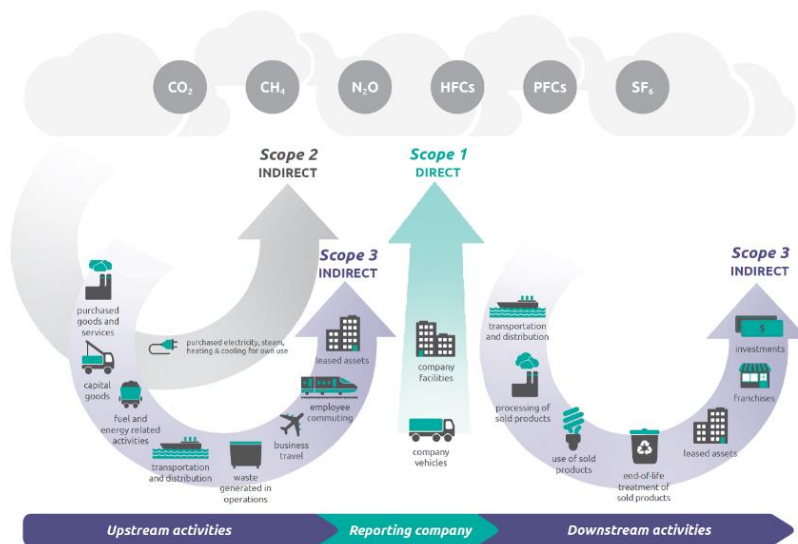 CO₂
CH₄
N₂O
HFCs
PFCs
SF₆
Scope 2
INDIRECT
Scope 1
DIRECT
Scope 3
INDIRECT
Scope 3
INDIRECT
purchased
goods and
services
capital
goods
fuel and
energy related
activities
transportation
and distribution
waste
generated in
operations
business
travel
employee
commuting
leased assets
purchased electricity, steam,
heating & cooling for own use
company
facilities
company
vehicles
transportation
and distribution
processing of
sold products
use of sold
products
end-of-life
treatment of
sold products
leased assets
franchises
$
investments
Upstream activities
Reporting company
Downstream activities